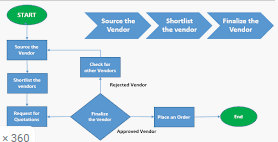 START
Source the
Vendor
Shortlist
the vendor
Finalize the
Vendor
Source the
Vendor
Check for
other Vendors
Rejected Vendor
Shortlist the
vendors
Request for
Quotations
Finalize
the Vendor
Place an Order
End
Approved Vendor
× 360